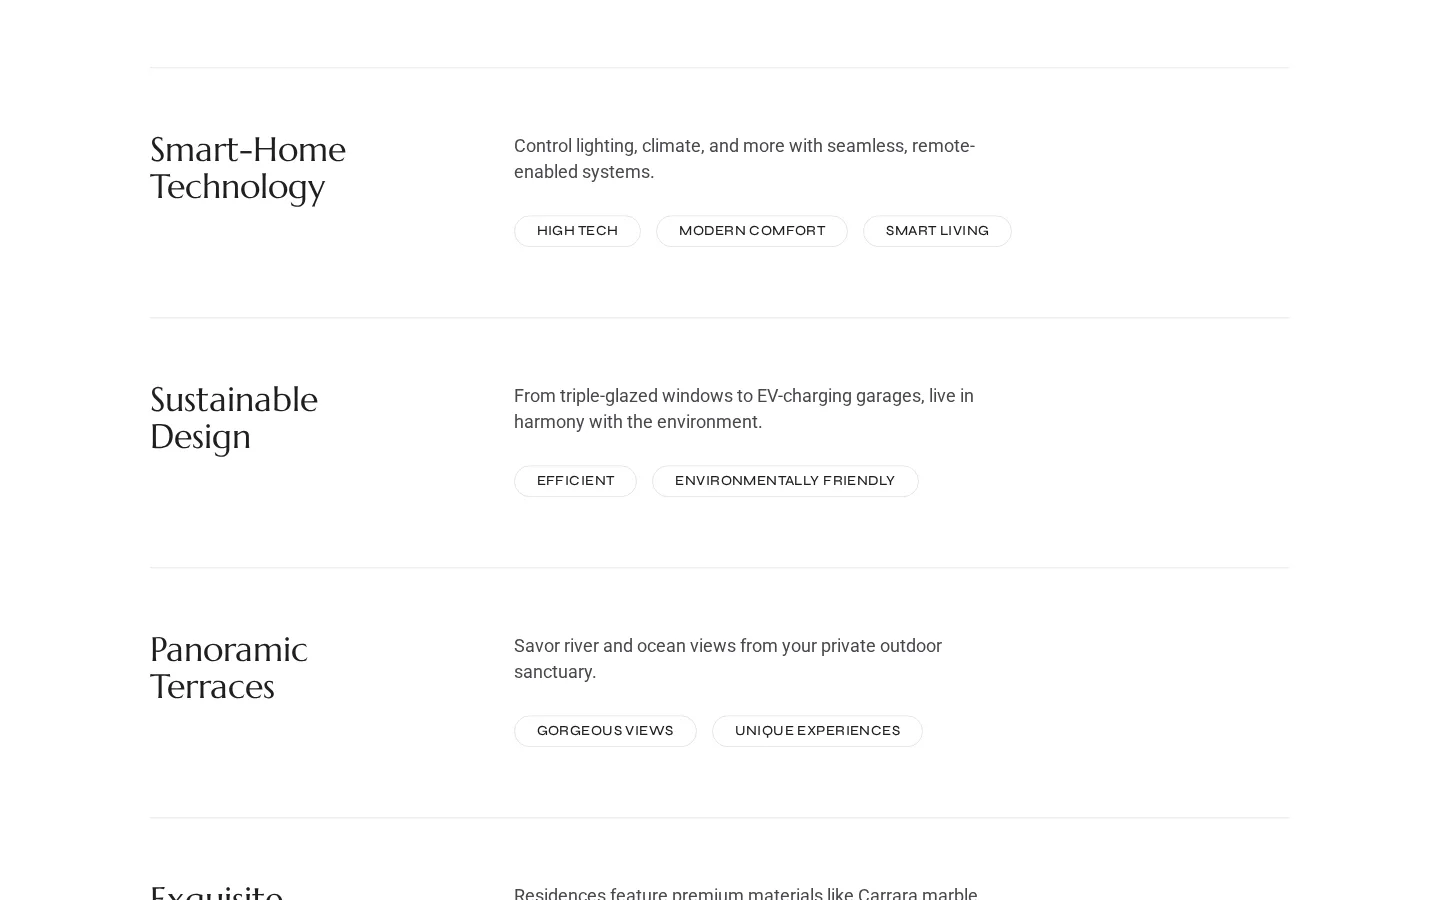 Smart-Home
Technology
Control lighting, climate, and more with seamless, remote-
enabled systems.
HIGH TECH
MODERN COMFORT
SMART LIVING
Sustainable
Design
From triple-glazed windows to EV-charging garages, live in
harmony with the environment.
EFFICIENT
ENVIRONMENTALLY FRIENDLY
Panoramic
Terraces
Savor river and ocean views from your private outdoor
sanctuary.
GORGEOUS VIEWS
UNIQUE EXPERIENCES
Exquisite
Residences feature premium materials like Carrara marble